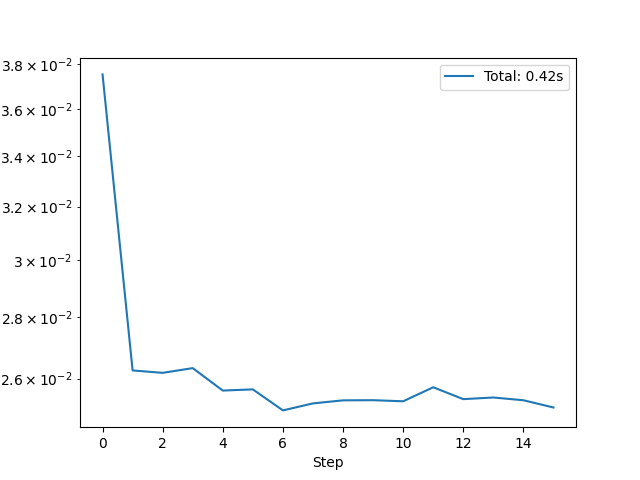 Total: 0.42s
3.8 × 10⁻²
3.6 × 10⁻²
3.4 × 10⁻²
3.2 × 10⁻²
3 × 10⁻²
2.8 × 10⁻²
2.6 × 10⁻²
0 2 4 6 8 10 12 14
Step